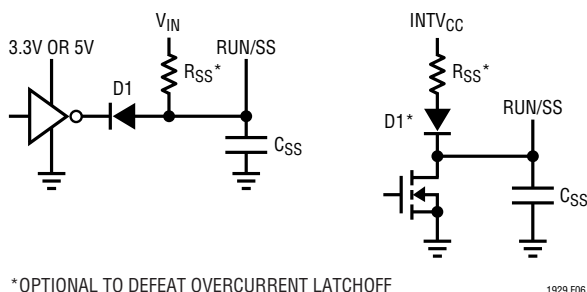 3.3V OR 5V
D1
V_IN
R_SS*
RUN/SS
C_SS
INTV_CC
R_SS*
D1*
RUN/SS
C_SS
*OPTIONAL TO DEFEAT OVERCURRENT LATCHOFF
1929 F06